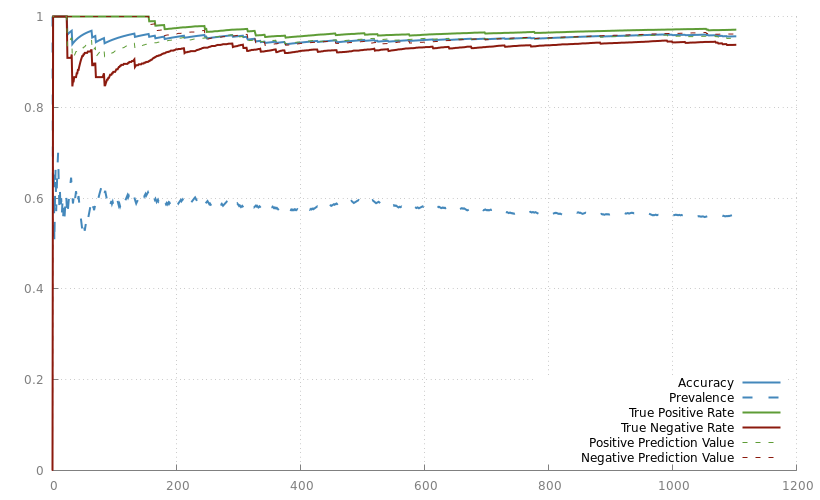 1
0.8
0.6
0.4
0.2
0
0 200 400 600 800 1000 1200
Accuracy
Prevalence
True Positive Rate
True Negative Rate
Positive Prediction Value
Negative Prediction Value